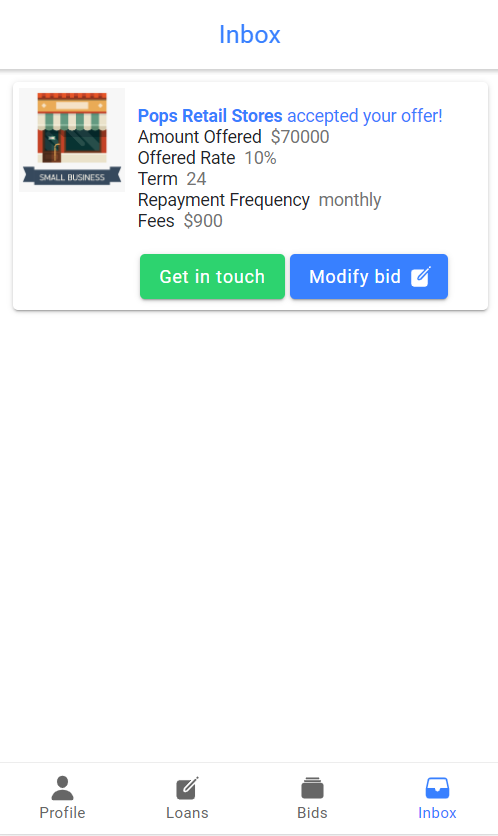 Inbox
SMALL BUSINESS
Pops Retail Stores accepted your offer!
Amount Offered $70000
Offered Rate 10%
Term 24
Repayment Frequency monthly
Fees $900
Get in touch
Modify bid
Profile
Loans
Bids
Inbox